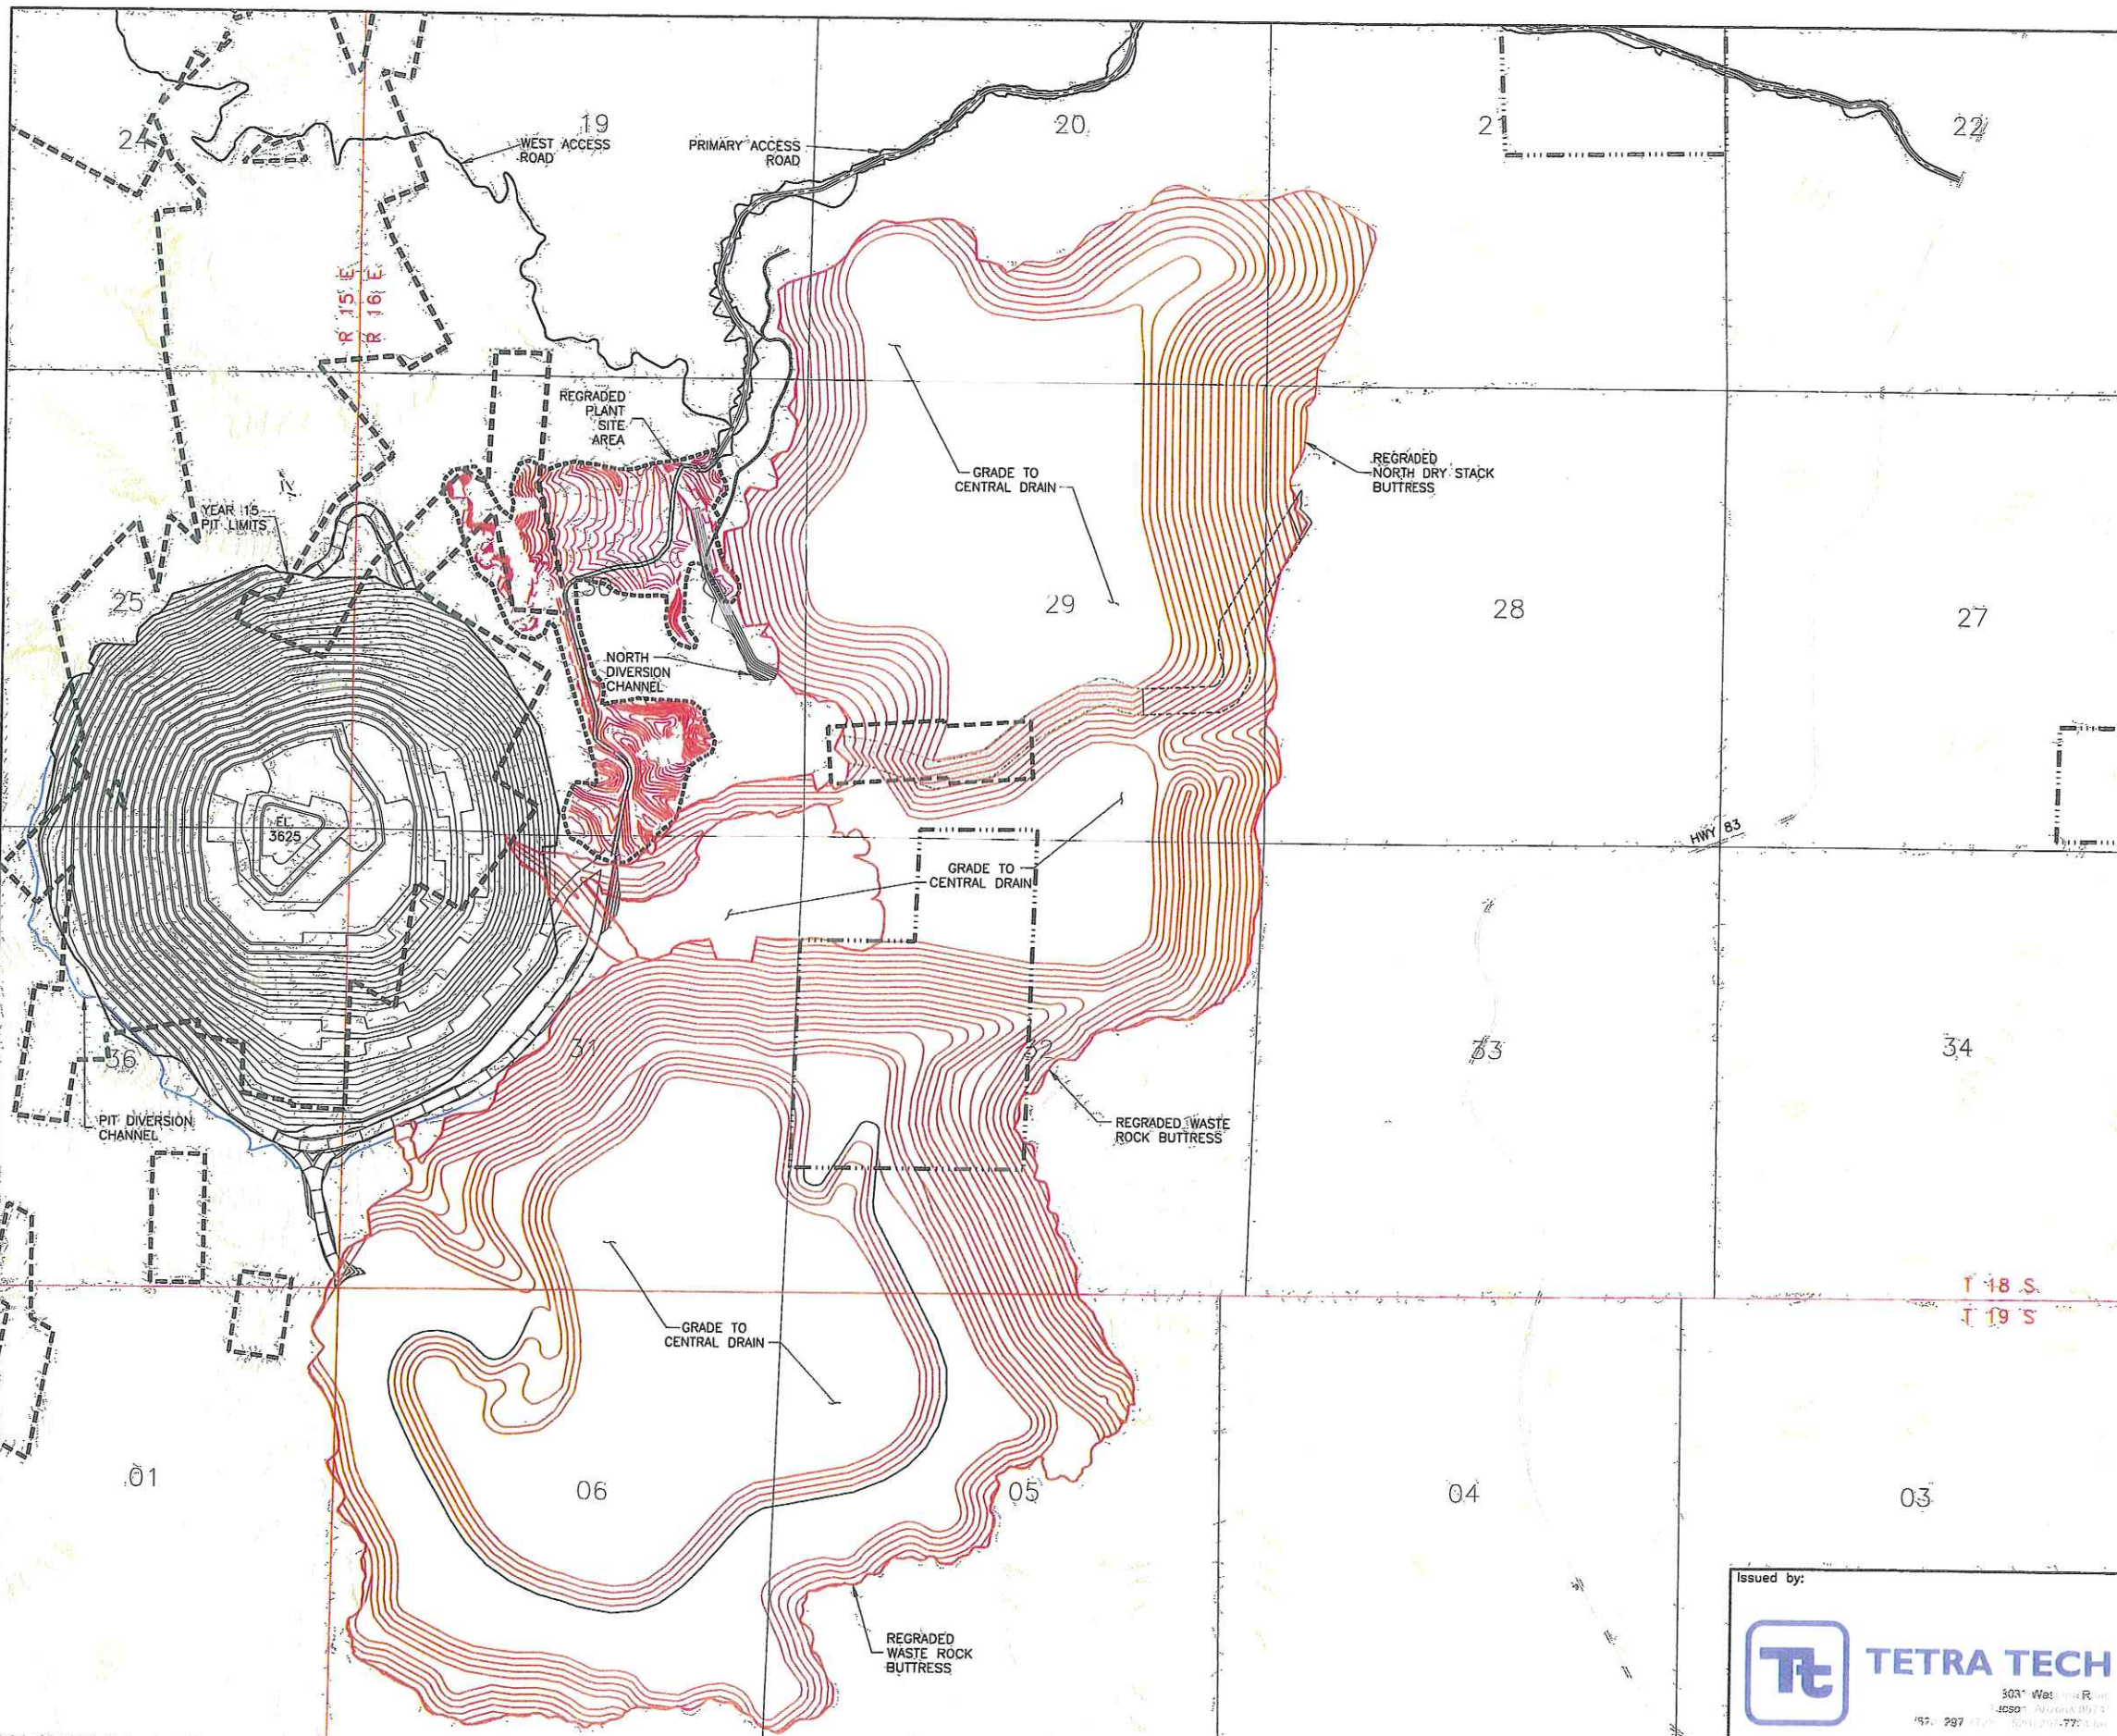 24
19
20
21
22
WEST ACCESS
ROAD
PRIMARY ACCESS
ROAD
R 15 E
R 16 E
REGRADED
PLANT
SITE
AREA
GRADE TO
CENTRAL DRAIN
REGRADED
NORTH DRY STACK
BUTTRESS
YEAR 15
PIT LIMITS
25
29
28
27
NORTH
DIVERSION
CHANNEL
EL.
3625
HWY 83
GRADE TO
CENTRAL DRAIN
36
31
32
33
34
PIT DIVERSION
CHANNEL
REGRADED WASTE
ROCK BUTTRESS
T 18 S
T 19 S
GRADE TO
CENTRAL DRAIN
01
06
05
04
03
REGRADED
WASTE ROCK
BUTTRESS
Issued by:
Tt
TETRA TECH